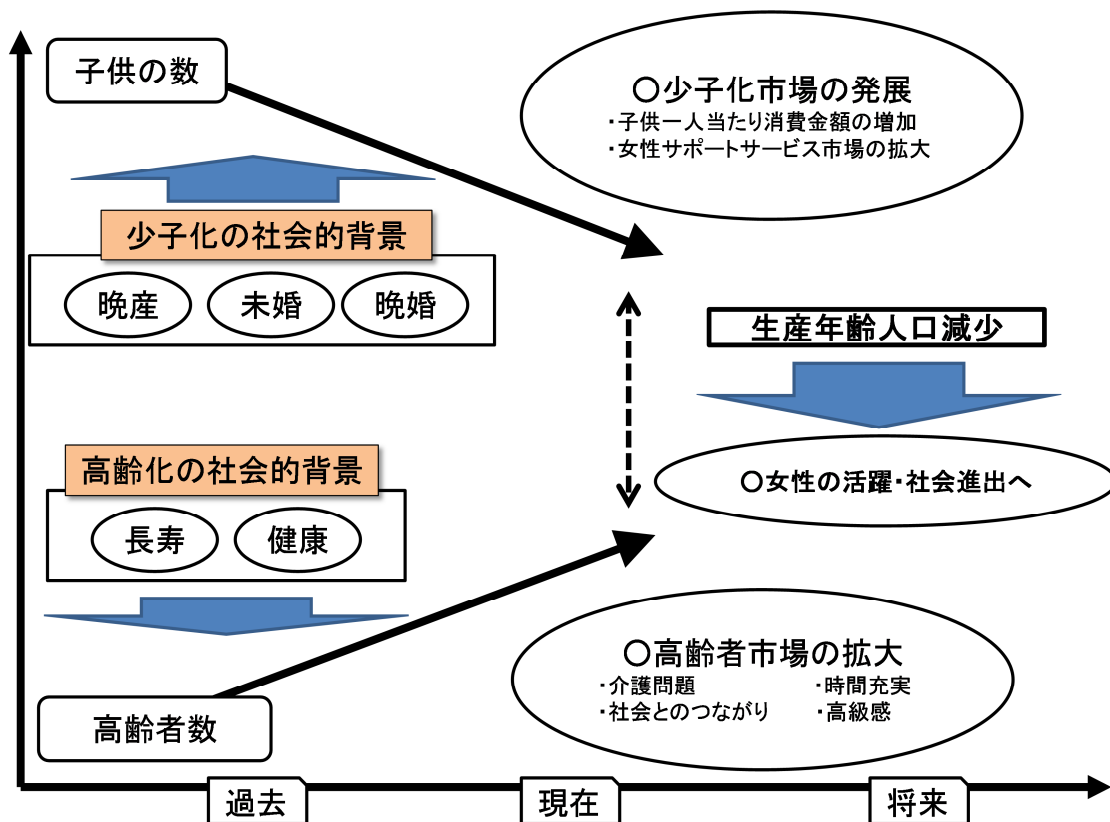 子供の数
〇少子化市場の発展
・子供一人当たり消費金額の増加
・女性サポートサービス市場の拡大
少子化の社会的背景
晩産
未婚
晩婚
生産年齢人口減少
高齢化の社会的背景
長寿
健康
〇女性の活躍・社会進出へ
〇高齢者市場の拡大
・介護問題
・時間充実
・社会とのつながり
・高級感
高齢者数
過去
現在
将来